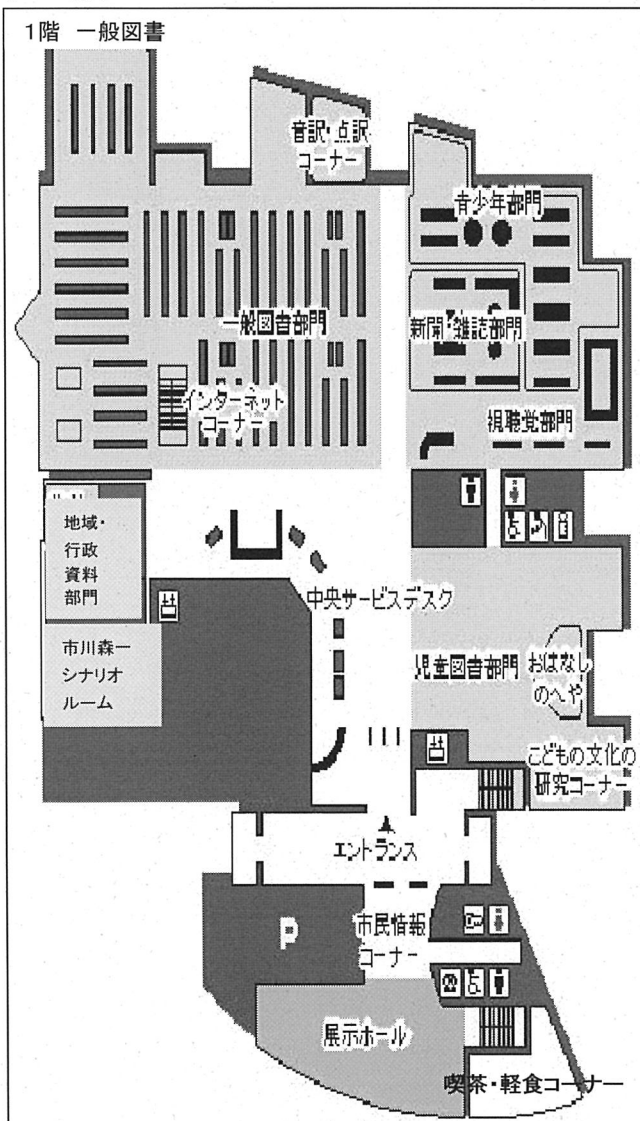 1階 一般図書
音訳・点訳
コーナー
青少年部門
一般図書部門
新聞・雑誌部門
インターネット
コーナー
視聴覚部門
地域・
行政
資料
部門
中央サービスデスク
市川森一
シナリオ
ルーム
児童図書部門
おはなし
のへや
こどもの文化の
研究コーナー
エントランス
P
市民情報
コーナー
展示ホール
喫茶・軽食コーナー